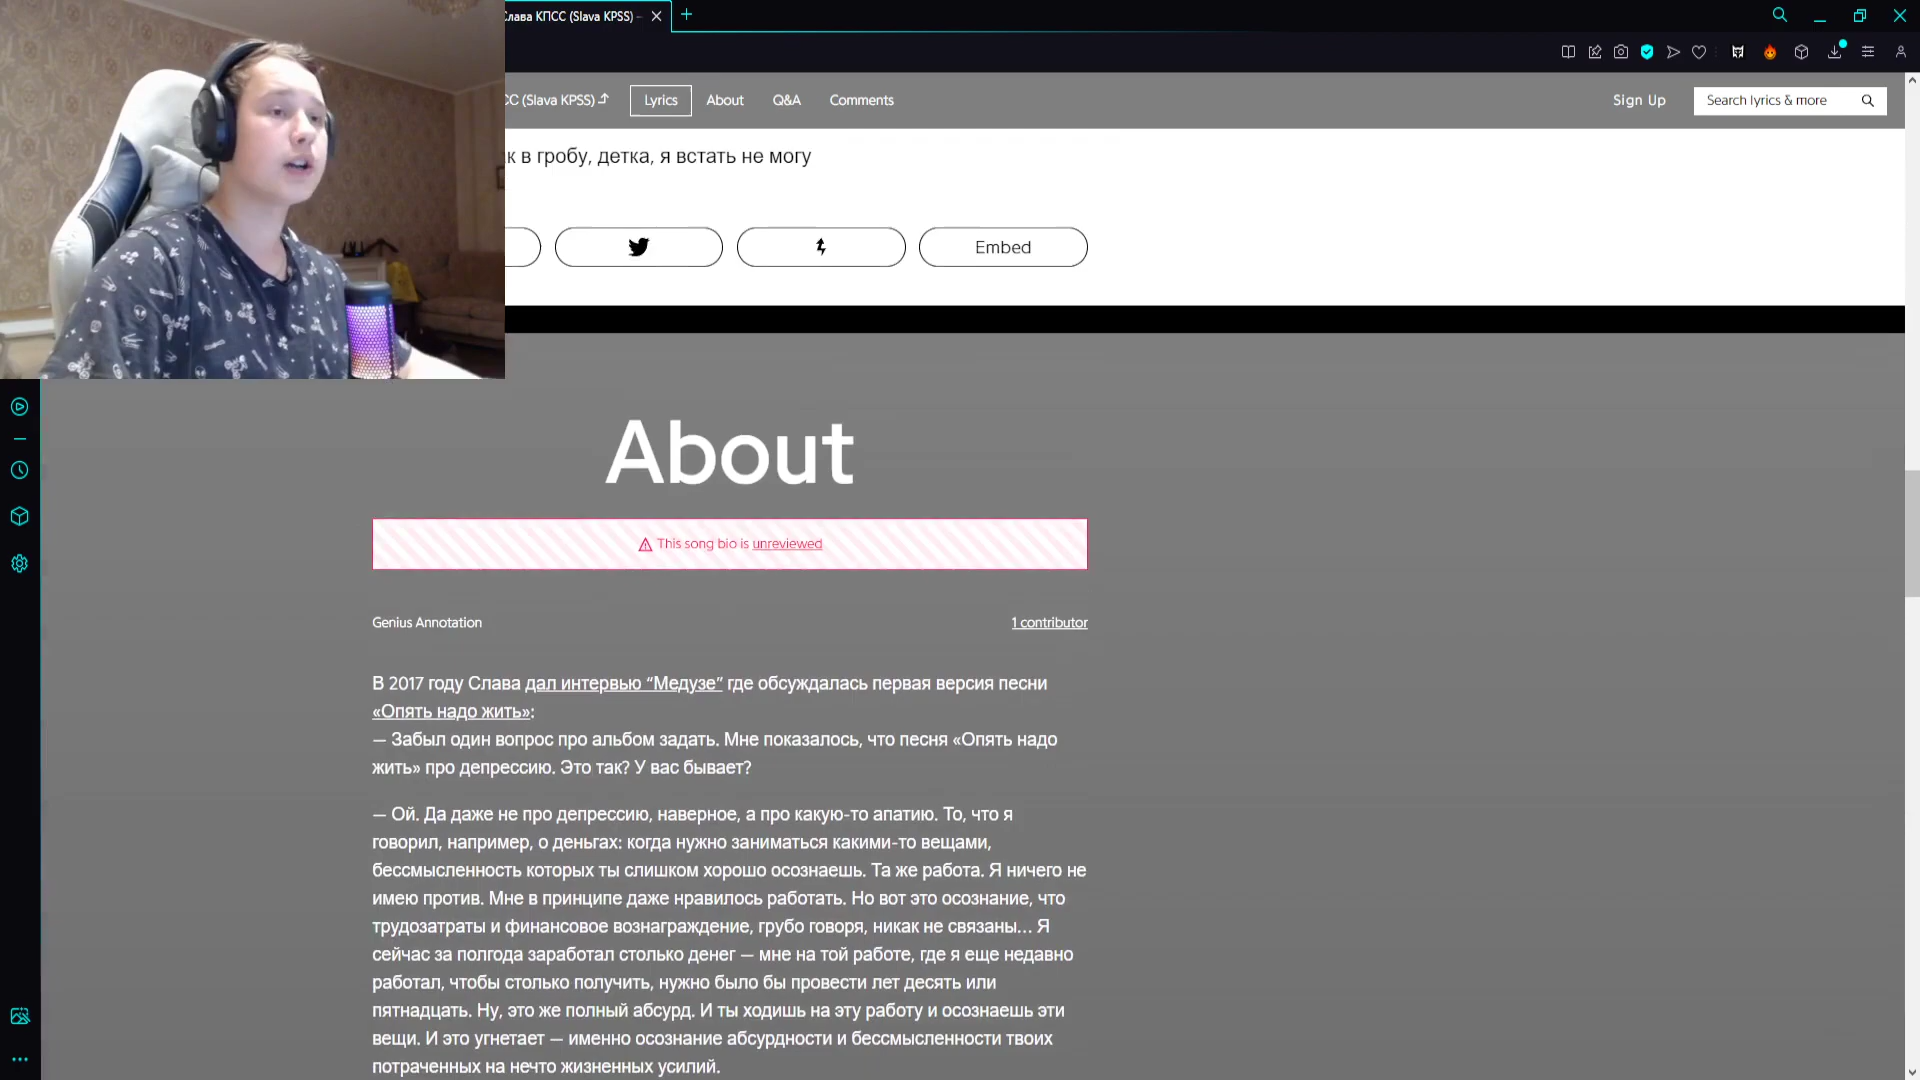 Слава КПСС (Slava KPSS) –
(Slava KPSS)
Lyrics
About
Q&A
Comments
Sign Up
Search lyrics & more
в гробу, детка, я встать не могу
Embed
About
This song bio is unreviewed
Genius Annotation
1 contributor
В 2017 году Слава дал интервью “Медузе” где обсуждалась первая версия песни
«Опять надо жить»:
— Забыл один вопрос про альбом задать. Мне показалось, что песня «Опять надо
жить» про депрессию. Это так? У вас бывает?
— Ой. Да даже не про депрессию, наверное, а про какую-то апатию. То, что я
говорил, например, о деньгах: когда нужно заниматься какими-то вещами,
бессмысленность которых ты слишком хорошо осознаешь. Та же работа. Я ничего не
имею против. Мне в принципе даже нравилось работать. Но вот это осознание, что
трудозатраты и финансовое вознаграждение, грубо говоря, никак не связаны... Я
сейчас за полгода заработал столько денег — мне на той работе, где я еще недавно
работал, чтобы столько получить, нужно было бы провести лет десять или
пятнадцать. Ну, это же полный абсурд. И ты ходишь на эту работу и осознаешь эти
вещи. И это угнетает — именно осознание абсурдности и бессмысленности твоих
потраченных на нечто жизненных усилий.